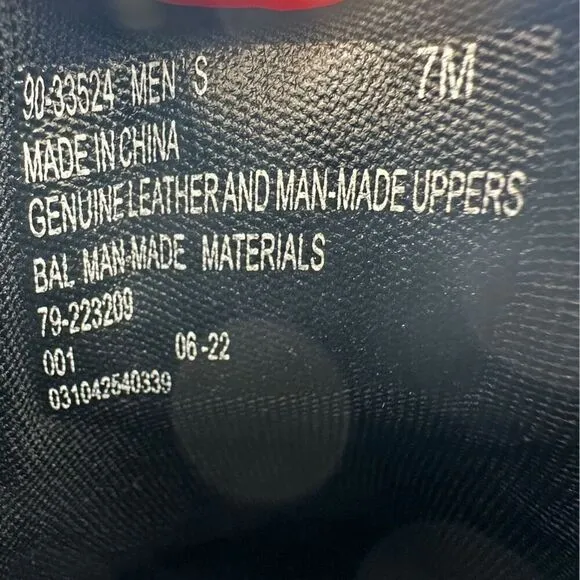 90-33524 MEN'S 7M
MADE IN CHINA
GENUINE LEATHER AND MAN-MADE UPPERS
BAL MAN-MADE MATERIALS
79-223209
001 06-22
031042540339